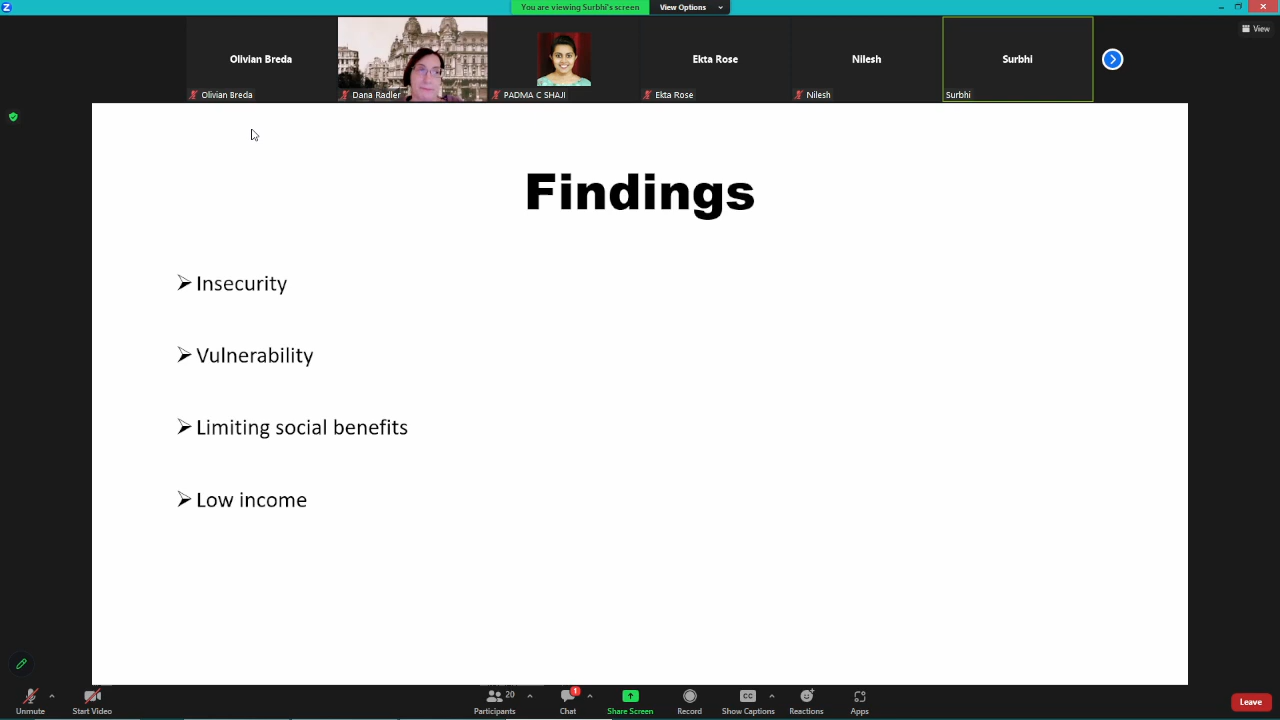 You are viewing Surbhi's screen
View Options
View
Olivian Breda
Ekta Rose
Nilesh
Surbhi
Olivian Breda
Dana Radler
PADMA C SHAJI
Ekta Rose
Nilesh
Surbhi
Findings
Insecurity
Vulnerability
Limiting social benefits
Low income
20
1
CC
Unmute
Start Video
Participants
Chat
Share Screen
Record
Show Captions
Reactions
Apps
Leave